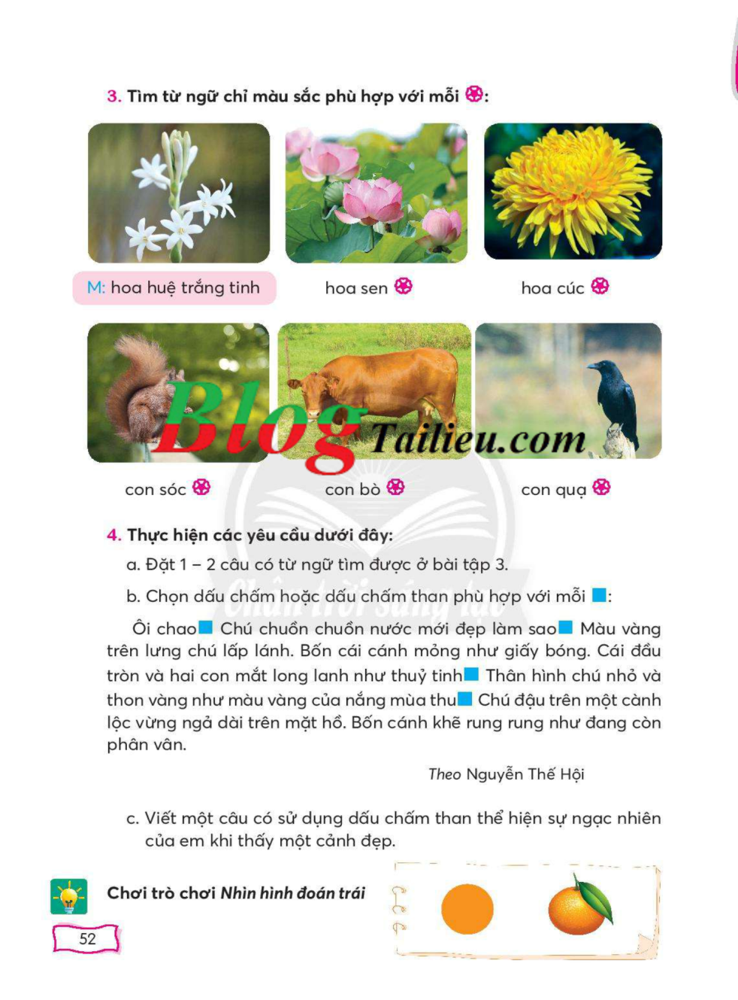 3. Tìm từ ngữ chỉ màu sắc phù hợp với mỗi :
M: hoa huệ trắng tinh
hoa sen
hoa cúc
Blog Tailieu.com
con sóc
con bò
con quạ
4. Thực hiện các yêu cầu dưới đây:
a. Đặt 1 – 2 câu có từ ngữ tìm được ở bài tập 3.
b. Chọn dấu chấm hoặc dấu chấm than phù hợp với mỗi :
Chân trời sáng tạo
Ôi chao Chú chuồn chuồn nước mới đẹp làm sao Màu vàng
trên lưng chú lấp lánh. Bốn cái cánh mỏng như giấy bóng. Cái đầu
tròn và hai con mắt long lanh như thuỷ tinh Thân hình chú nhỏ và
thon vàng như màu vàng của nắng mùa thu Chú đậu trên một cành
lộc vừng ngả dài trên mặt hồ. Bốn cánh khẽ rung rung như đang còn
phân vân.
Theo Nguyễn Thế Hội
c. Viết một câu có sử dụng dấu chấm than thể hiện sự ngạc nhiên
của em khi thấy một cảnh đẹp.
Chơi trò chơi Nhìn hình đoán trái
52